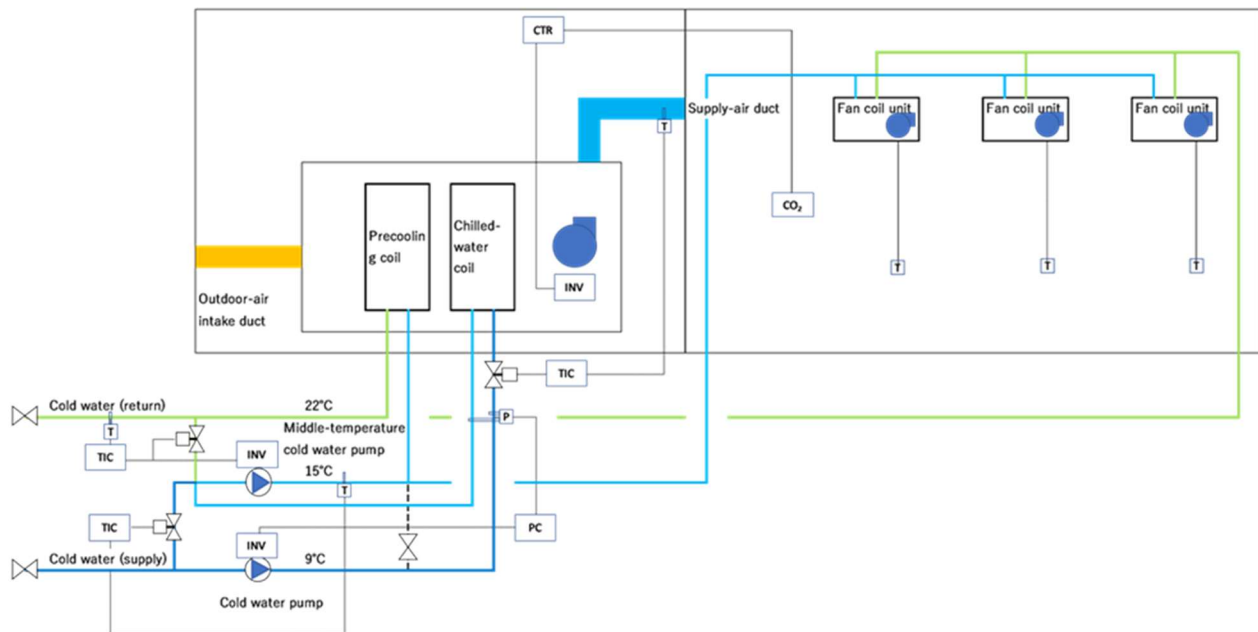 CTR
Supply-air duct
T
Fan coil unit
Fan coil unit
Fan coil unit
CO₂
T
T
T
Precoolin
g coil
Chilled-
water
coil
INV
Outdoor-air
intake duct
TIC
Cold water (return)
22°C
P
T
TIC
Middle-temperature
cold water pump
INV
15°C
T
TIC
PC
INV
Cold water (supply)
9°C
Cold water pump